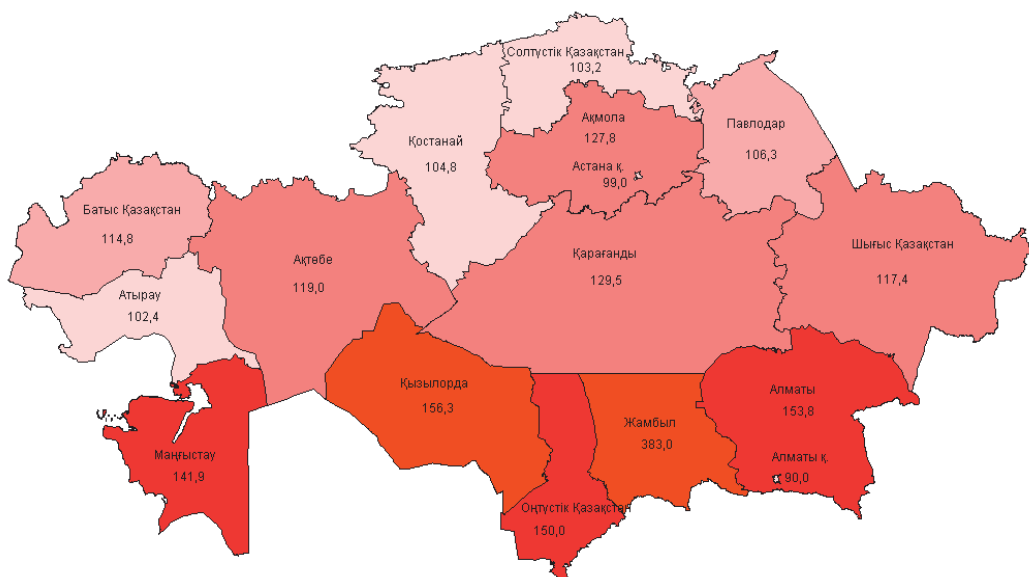 Солтүстік Қазақстан
103,2
Қостанай
104,8
Ақмола
127,8
Астана қ.
99,0
Павлодар
106,3
Батыс Қазақстан
114,8
Ақтөбе
119,0
Қарағанды
129,5
Шығыс Қазақстан
117,4
Атырау
102,4
Қызылорда
156,3
Жамбыл
383,0
Алматы
153,8
Алматы қ.
90,0
Маңғыстау
141,9
Оңтүстік Қазақстан
150,0